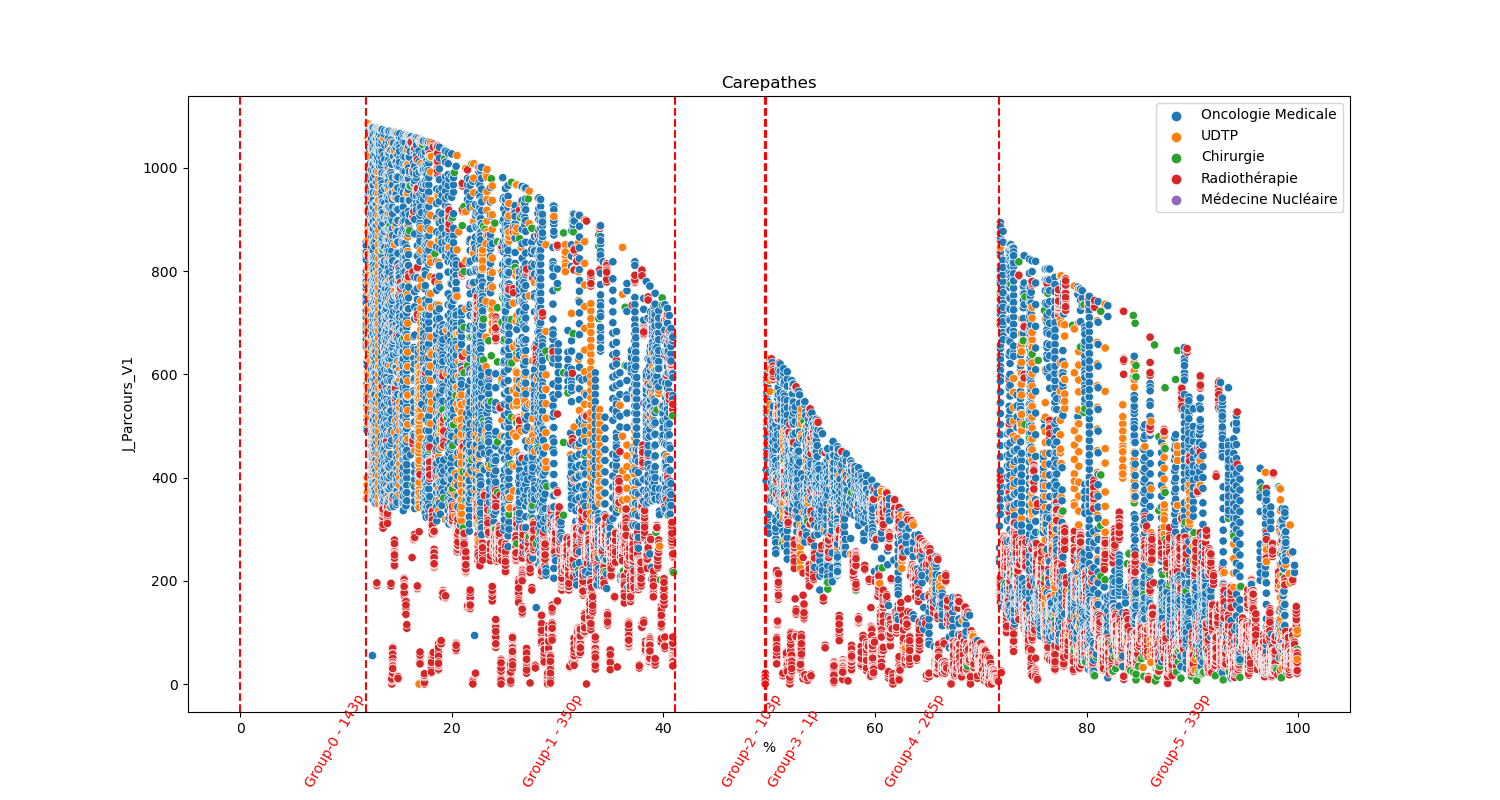 Carepathes
Oncologie Medicale
UDTP
Chirurgie
Radiothérapie
Médecine Nucléaire
J_Parcours_V1
1000
800
600
400
200
0
0
20
40
60
80
100
%
Group-0 - 143p
Group-1 - 350p
Group-2 - 103p
Group-3 - 1p
Group-4 - 265p
Group-5 - 339p